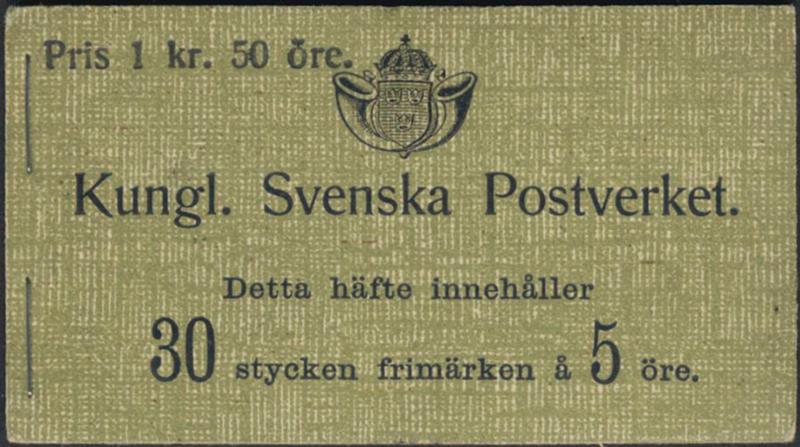 Pris 1 kr. 50 öre.
Kungl. Svenska Postverket.
Detta häfte innehåller
30 stycken frimärken å 5 öre.